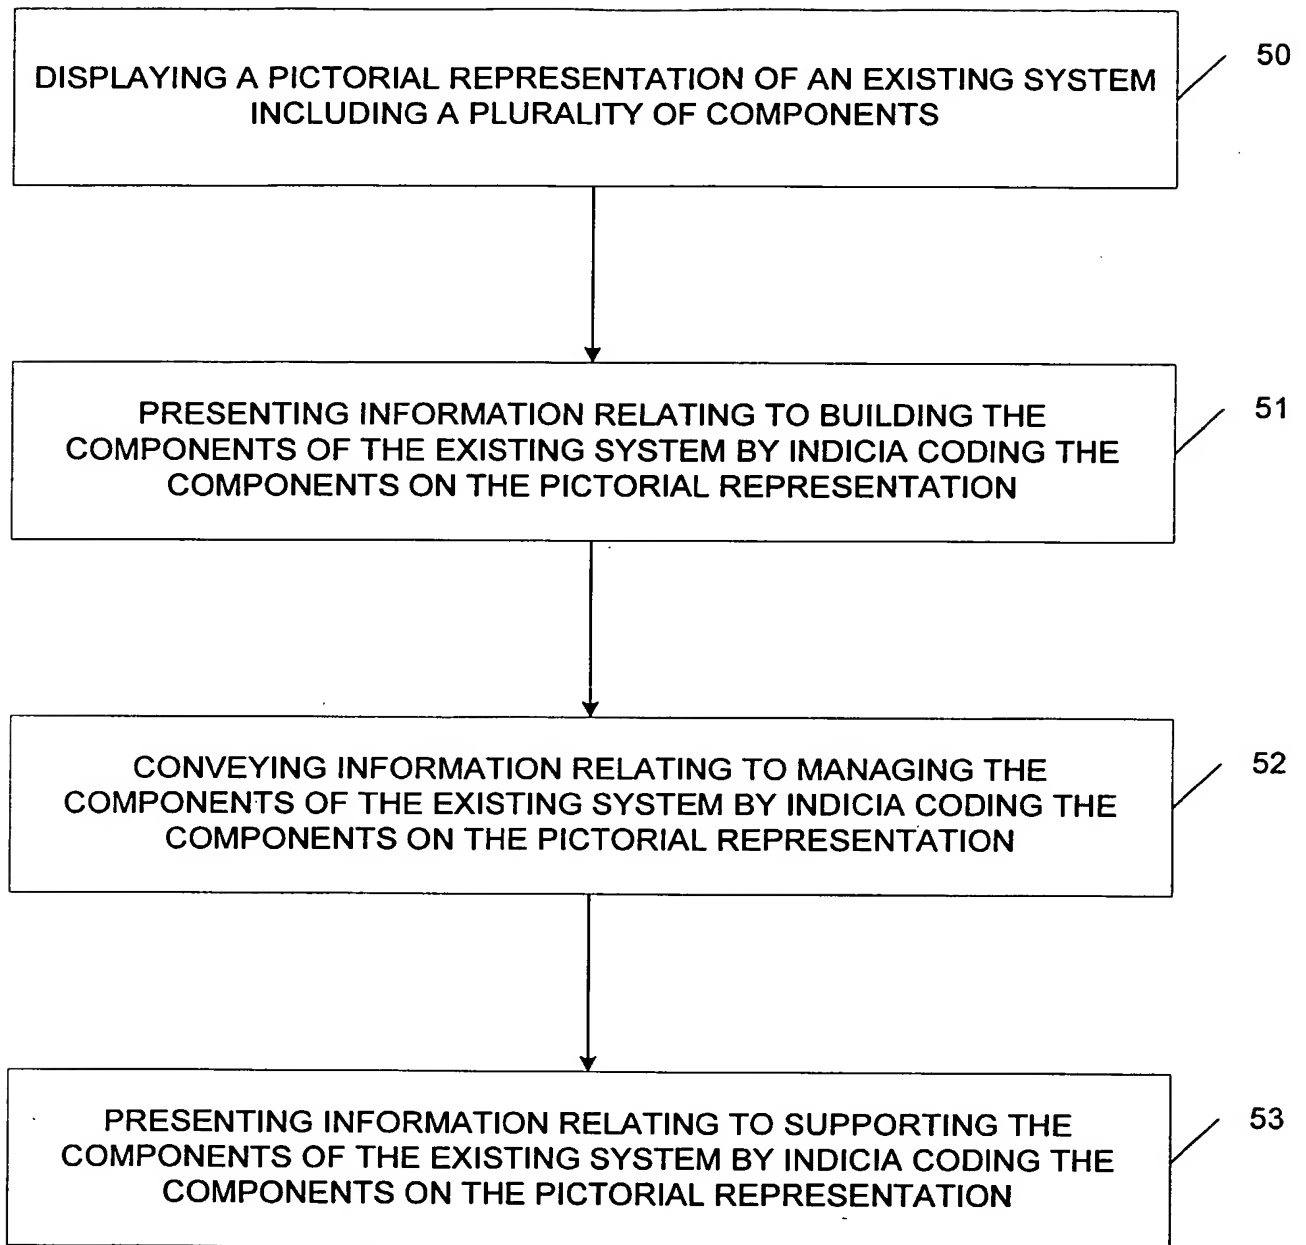 DISPLAYING A PICTORIAL REPRESENTATION OF AN EXISTING SYSTEM
INCLUDING A PLURALITY OF COMPONENTS
50
PRESENTING INFORMATION RELATING TO BUILDING THE
COMPONENTS OF THE EXISTING SYSTEM BY INDICIA CODING THE
COMPONENTS ON THE PICTORIAL REPRESENTATION
51
CONVEYING INFORMATION RELATING TO MANAGING THE
COMPONENTS OF THE EXISTING SYSTEM BY INDICIA CODING THE
COMPONENTS ON THE PICTORIAL REPRESENTATION
52
PRESENTING INFORMATION RELATING TO SUPPORTING THE
COMPONENTS OF THE EXISTING SYSTEM BY INDICIA CODING THE
COMPONENTS ON THE PICTORIAL REPRESENTATION
53